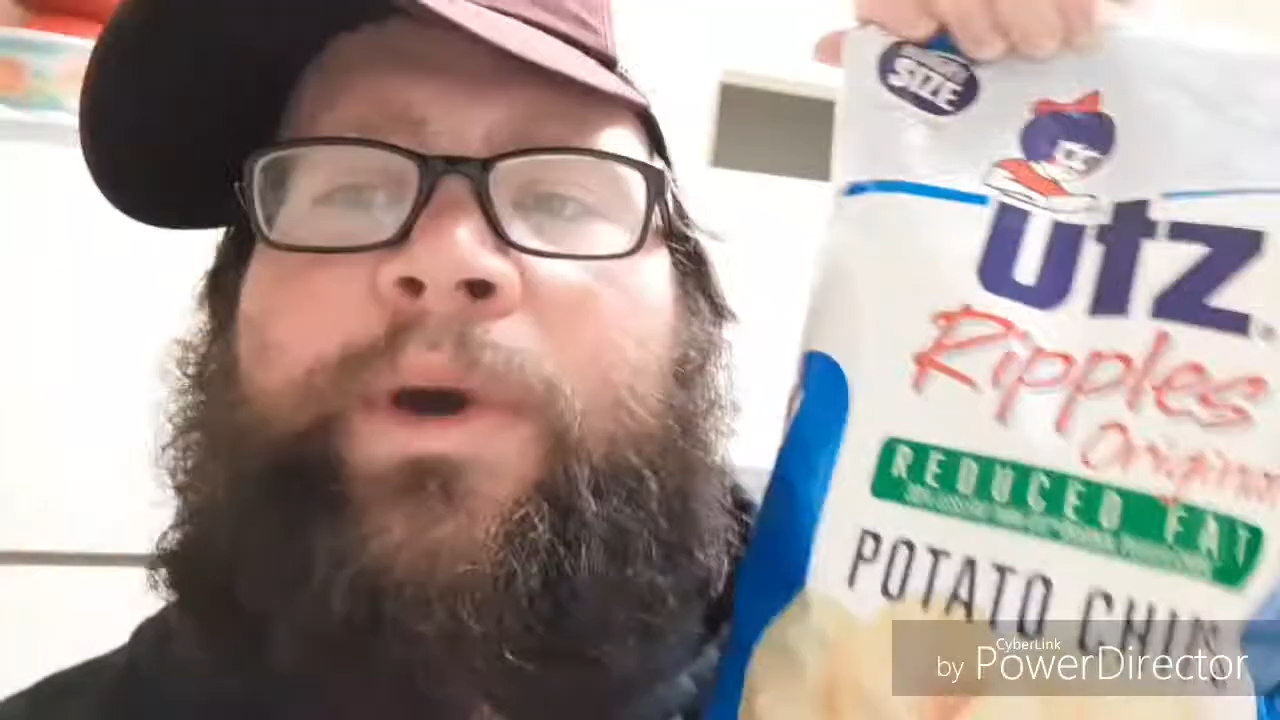 SIZE
Utz
Ripples
Original
REDUCED FAT
POTATO CHIPS
CyberLink
by PowerDirector